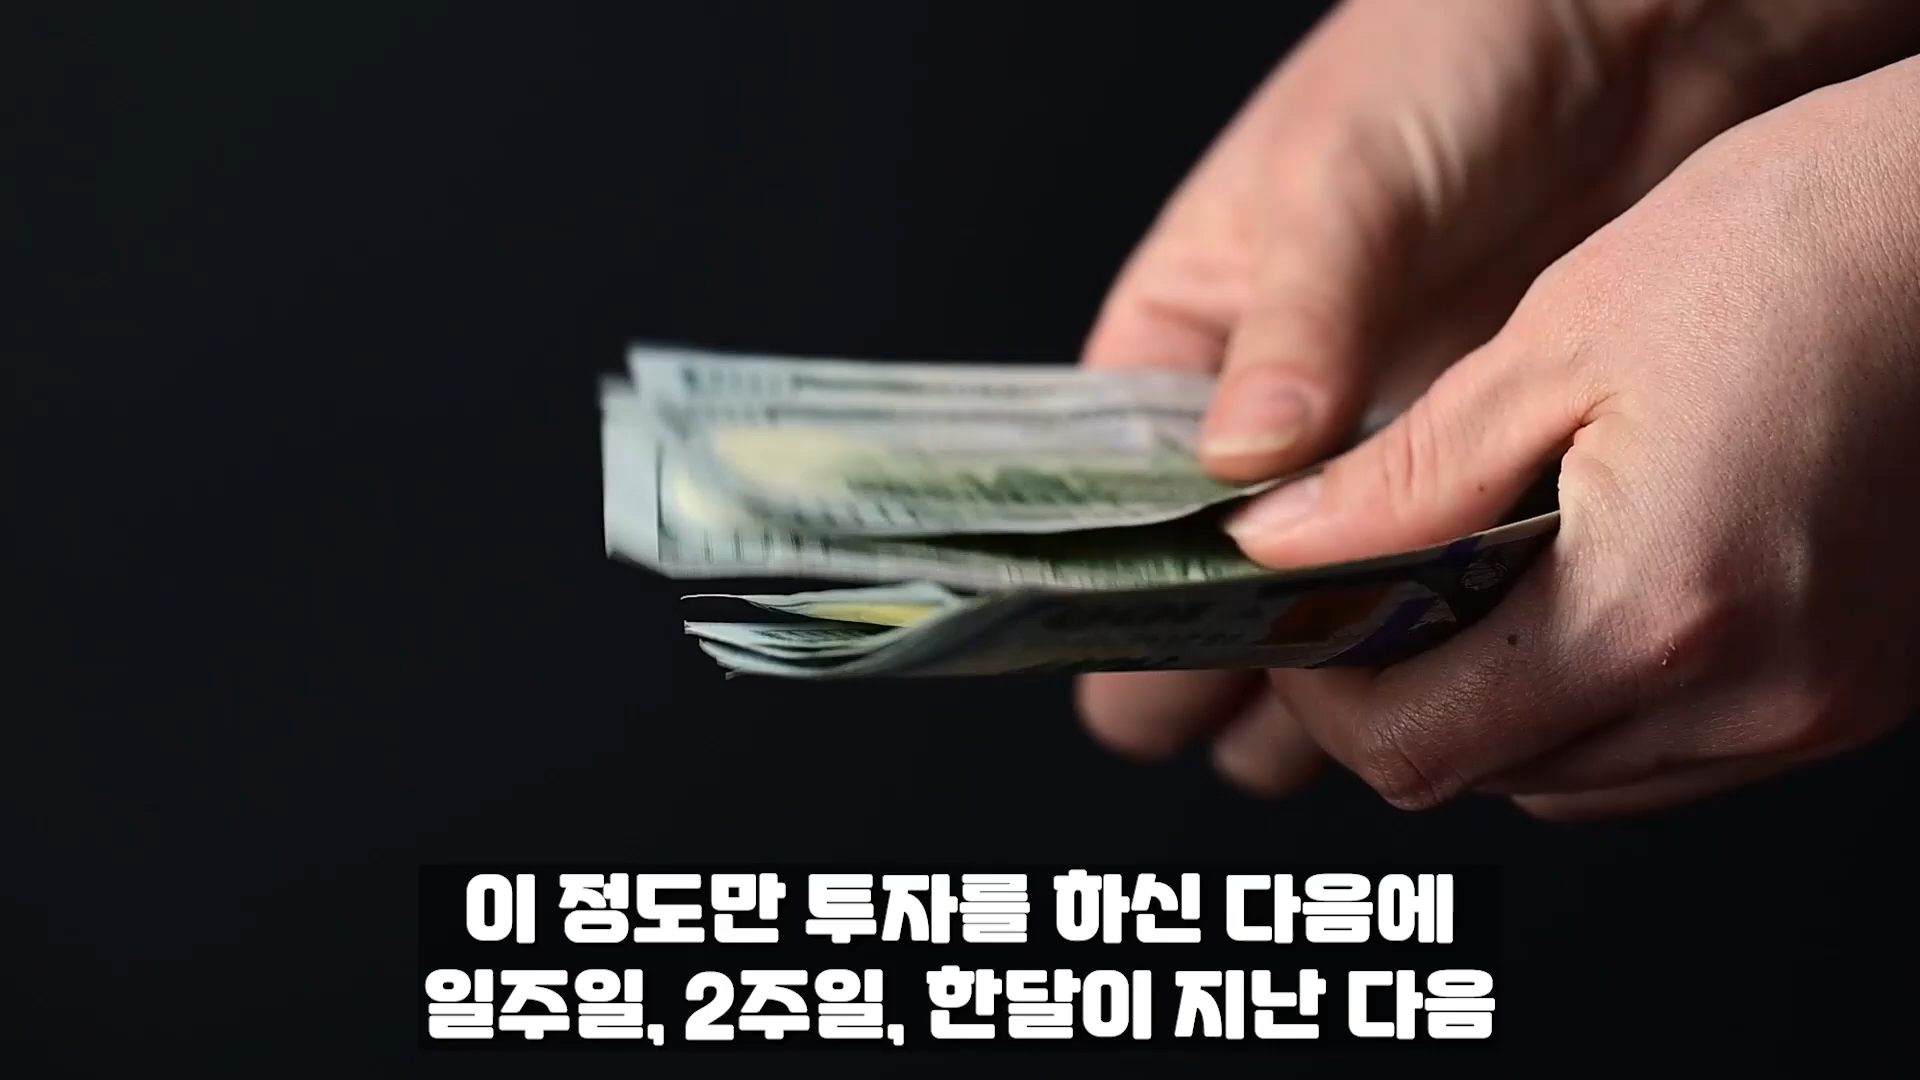 이 정도만 투자를 하신 다음에
일주일, 2주일, 한달이 지난 다음